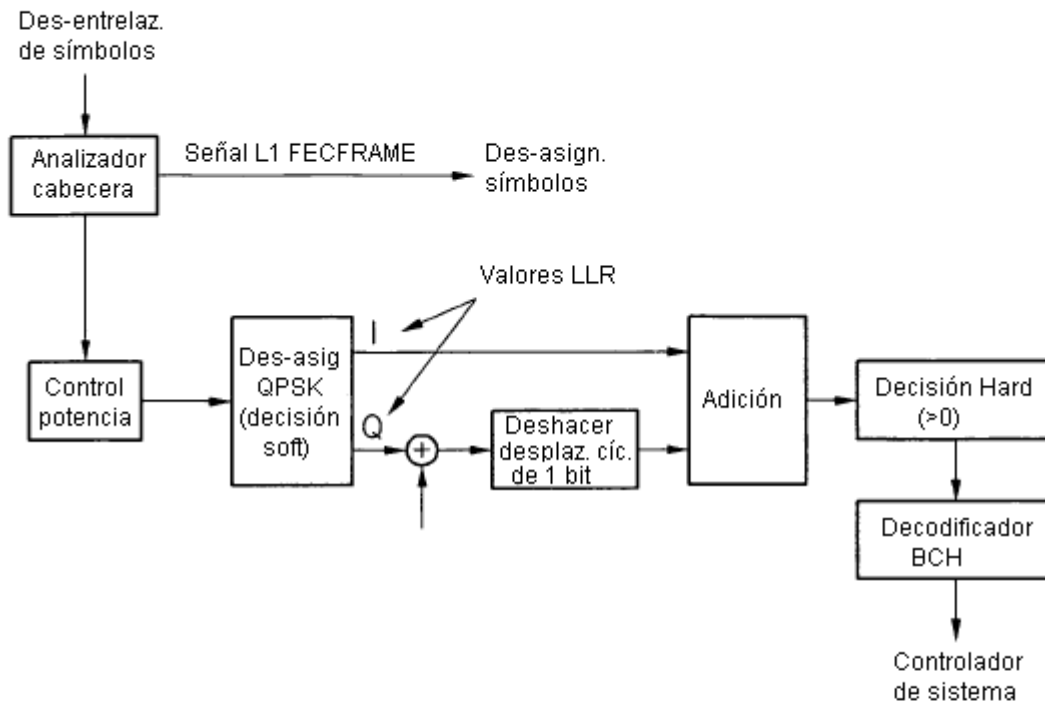 Des-entrelaz.
de símbolos
Analizador
cabecera
Señal L1 FECFRAME
Des-asign.
símbolos
Valores LLR
Control
potencia
Des-asig
QPSK
(decisión
soft)
I
Q
+
Deshacer
desplaz. cíc.
de 1 bit
Adición
Decisión Hard
(>0)
Decodificador
BCH
Controlador
de sistema